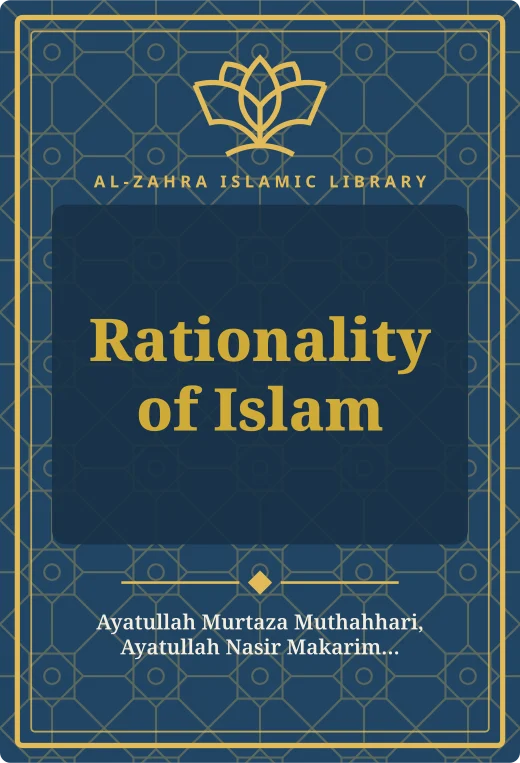 AL-ZAHRA ISLAMIC LIBRARY
Rationality
of Islam
Ayatullah Murtaza Muthahhari,
Ayatullah Nasir Makarim...